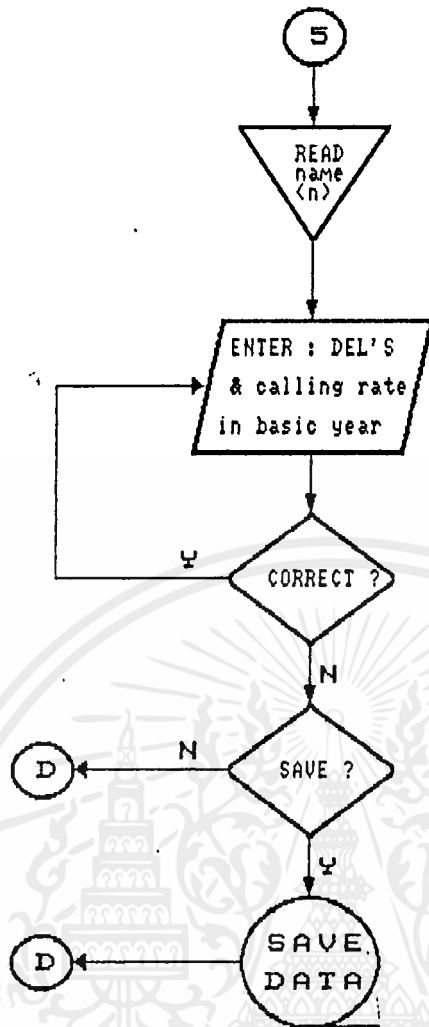 5
READ
name
(n)
ENTER : DEL'S
& calling rate
in basic year
Y
CORRECT ?
N
D
N
SAVE ?
Y
D
SAVE
DATA